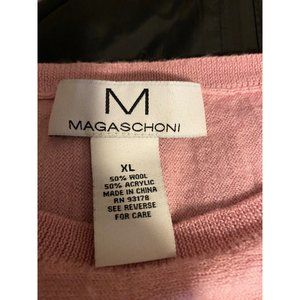 M
MAGASCHONI
XL
50% WOOL
50% ACRYLIC
MADE IN CHINA
RN 93178
SEE REVERSE
FOR CARE